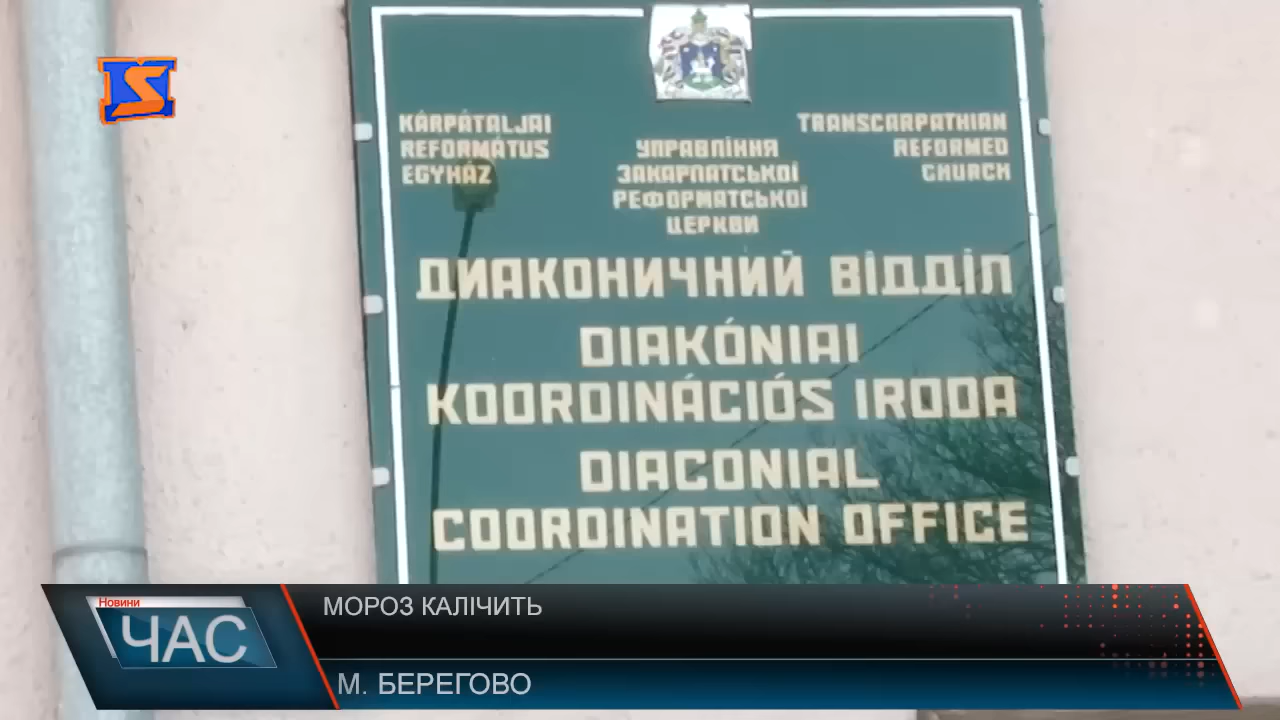 KÁRPÁTALJAI
REFORMÁTUS
EGYHÁZ
УПРАВЛІННЯ
ЗАКАРПАТСЬКОЇ
РЕФОРМАТСЬКОЇ
ЦЕРКВИ
TRANSCARPATHIAN
REFORMED
CHURCH
ДИАКОНИЧНИЙ ВІДДІЛ
DIAKÓNIAI
KOORDINÁCIÓS IRODA
DIACONIAL
COORDINATION OFFICE
Новини
ЧАС
МОРОЗ КАЛІЧИТЬ
М. БЕРЕГОВО